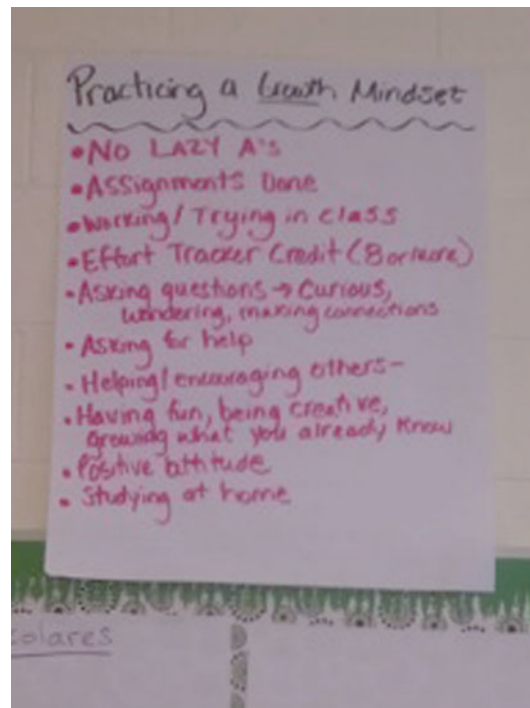 Practicing a Growth Mindset
• NO LAZY A's
• Assignments Done
• Working/Trying in class
• Effort Tracker Credit (8 or more)
• Asking questions → Curious,
wondering, making connections
• Asking for help
• Helping/encouraging others-
• Having fun, being creative,
growing what you already know
• Positive attitude
• Studying at home
colares